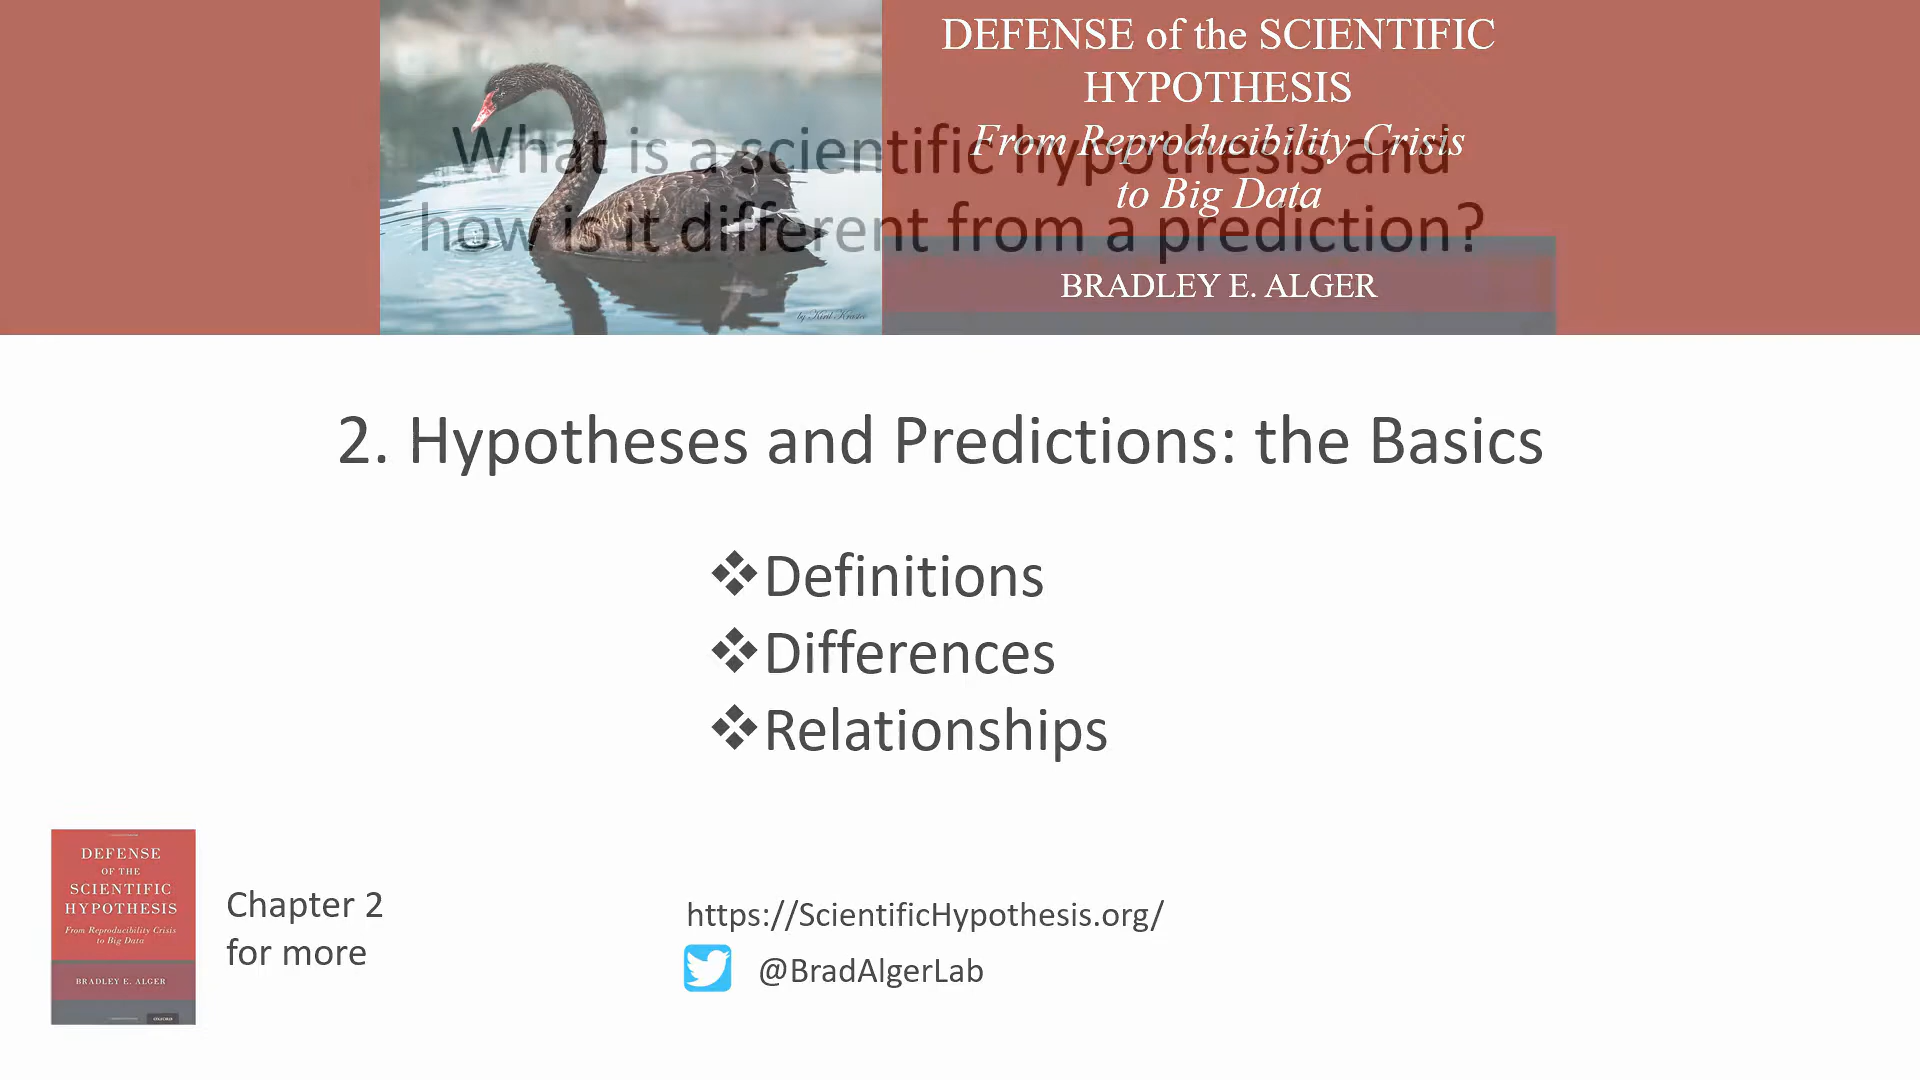 DEFENSE of the SCIENTIFIC
HYPOTHESIS
From Reproducibility Crisis
to Big Data
What is a scientific hypothesis and
how is it different from a prediction?
BRADLEY E. ALGER
2. Hypotheses and Predictions: the Basics
❖Definitions
❖Differences
❖Relationships
DEFENSE
OF THE
SCIENTIFIC
HYPOTHESIS
From Reproducibility Crisis
to Big Data
BRADLEY E. ALGER
Chapter 2
for more
https://ScientificHypothesis.org/
@BradAlgerLab